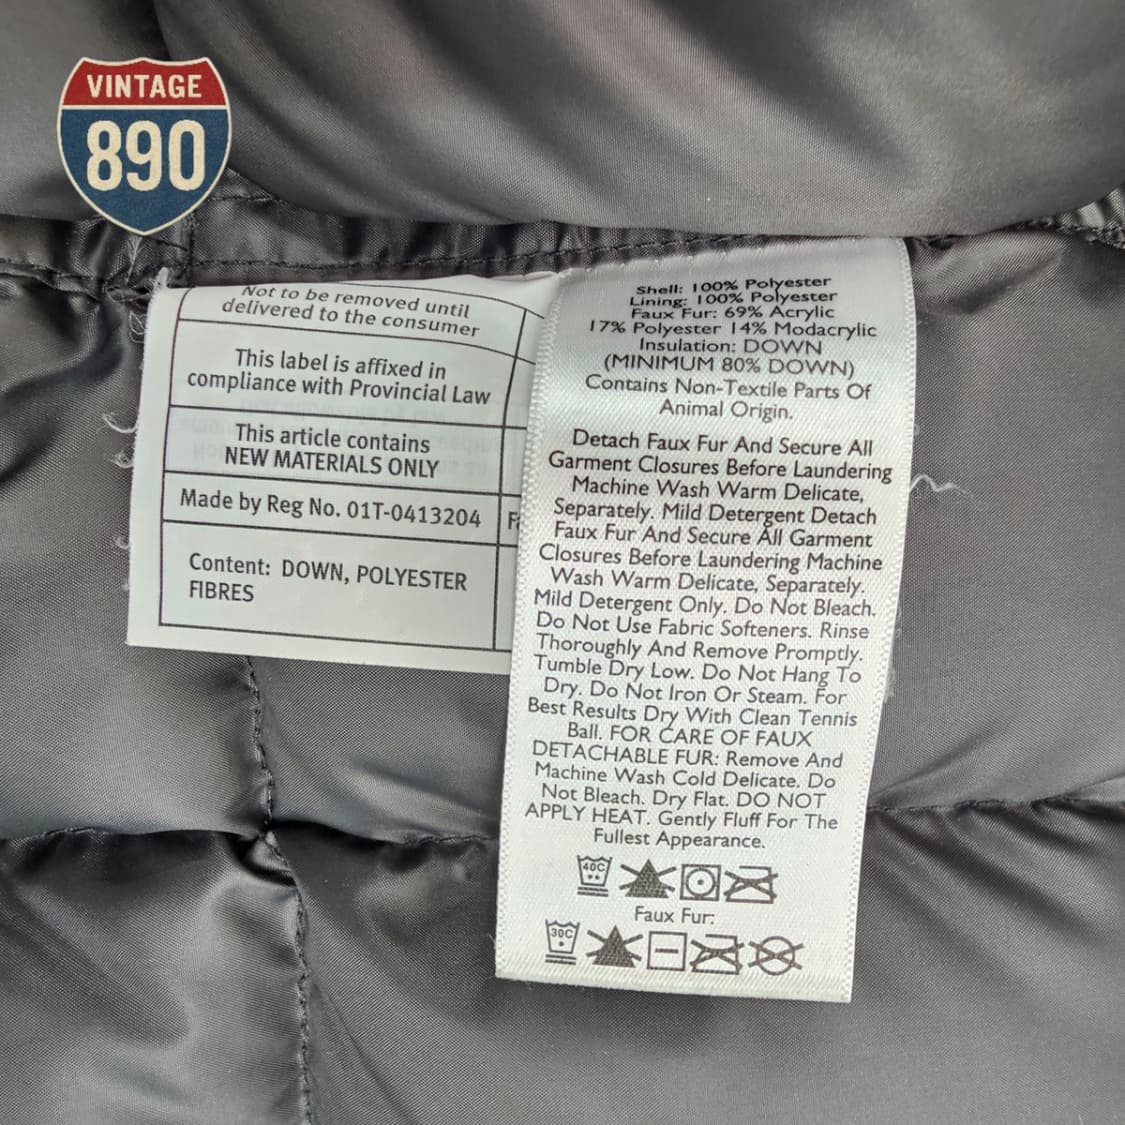 VINTAGE
890
Not to be removed until
delivered to the consumer
This label is affixed in
compliance with Provincial Law
This article contains
NEW MATERIALS ONLY
Made by Reg No. 01T-0413204
Content: DOWN, POLYESTER
FIBRES
Shell: 100% Polyester
Lining: 100% Polyester
Faux Fur: 69% Acrylic
17% Polyester 14% Modacrylic
Insulation: DOWN
(MINIMUM 80% DOWN)
Contains Non-Textile Parts Of
Animal Origin.
Detach Faux Fur And Secure All
Garment Closures Before Laundering
Machine Wash Warm Delicate,
Separately. Mild Detergent Detach
Faux Fur And Secure All Garment
Closures Before Laundering Machine
Wash Warm Delicate, Separately.
Mild Detergent Only. Do Not Bleach.
Do Not Use Fabric Softeners. Rinse
Thoroughly And Remove Promptly.
Tumble Dry Low. Do Not Hang To
Dry. Do Not Iron Or Steam. For
Best Results Dry With Clean Tennis
Ball. FOR CARE OF FAUX
DETACHABLE FUR: Remove And
Machine Wash Cold Delicate. Do
Not Bleach. Dry Flat. DO NOT
APPLY HEAT. Gently Fluff For The
Fullest Appearance.
40C
Faux Fur:
30C